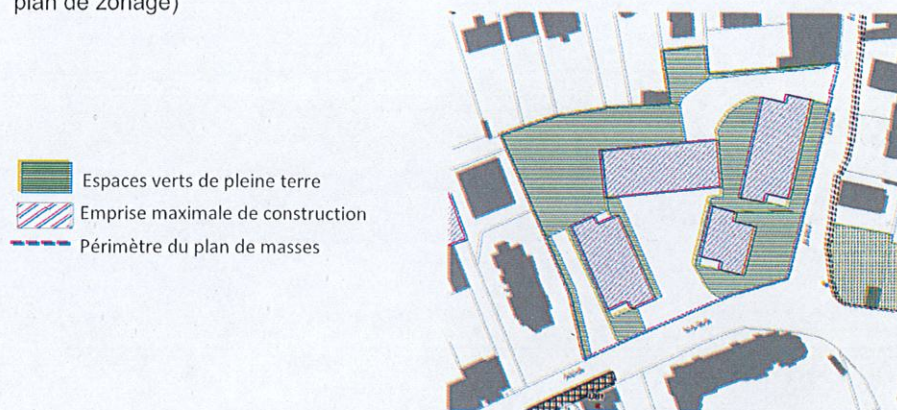 plan de zonage)
Espaces verts de pleine terre
Emprise maximale de construction
Périmètre du plan de masses